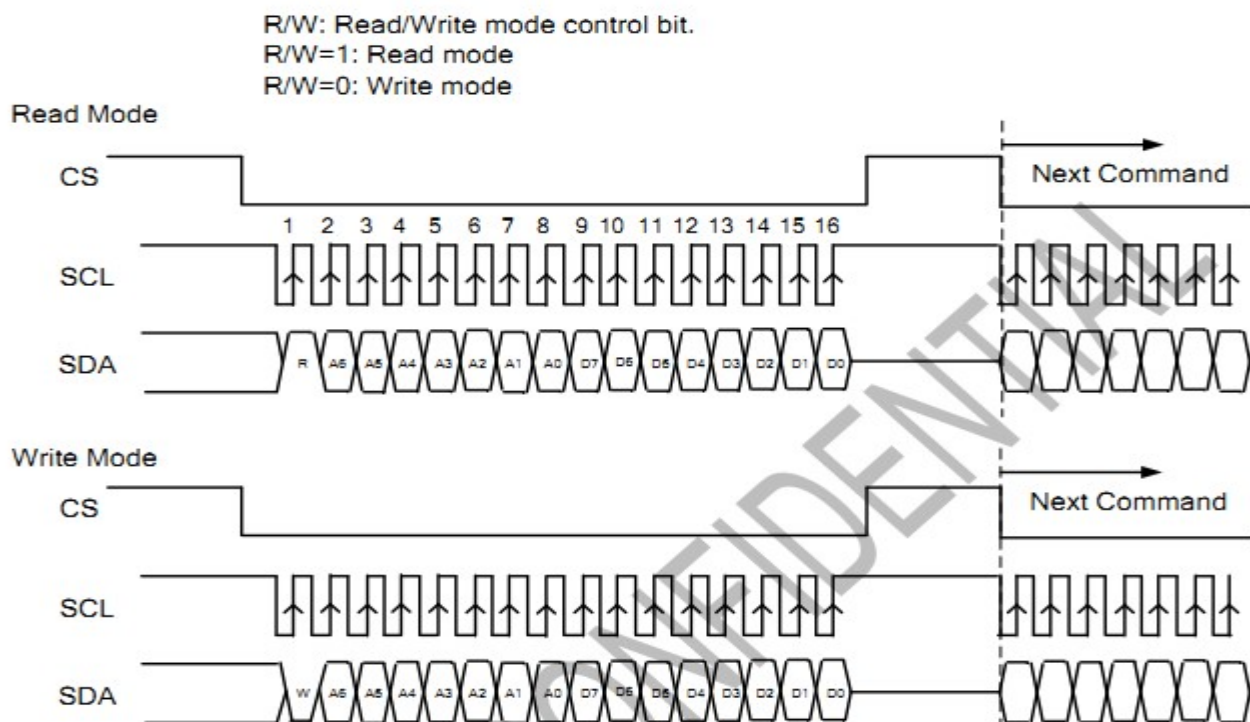 R/W: Read/Write mode control bit.
R/W=1: Read mode
R/W=0: Write mode
Read Mode
CS
Next Command
1 2 3 4 5 6 7 8 9 10 11 12 13 14 15 16
SCL
SDA
R A6 A5 A4 A3 A2 A1 A0 D7 D6 D5 D4 D3 D2 D1 D0
Write Mode
CS
Next Command
SCL
SDA
W A6 A5 A4 A3 A2 A1 A0 D7 D6 D5 D4 D3 D2 D1 D0
ONFIDENTIAL